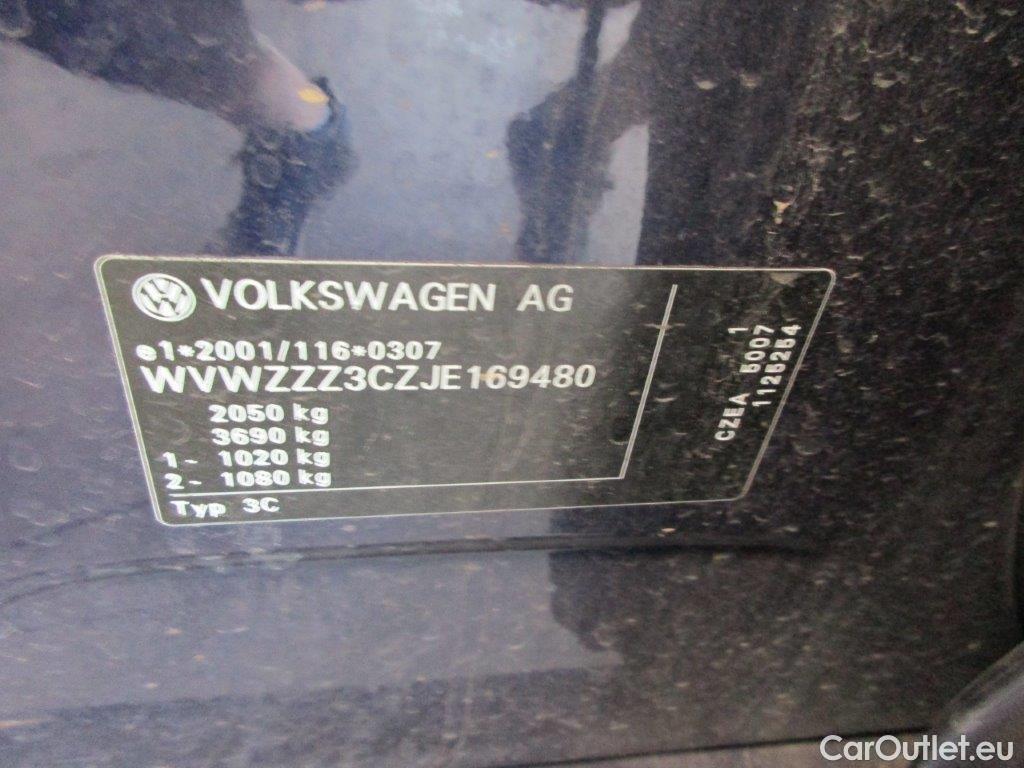 VOLKSWAGEN AG
e1*2001/116*0307
WVWZZZ3CZJE169480
2050 kg
3690 kg
1- 1020 kg
2- 1080 kg
Typ 3C
CZEA 5007 1
1125254
CarOutlet.eu